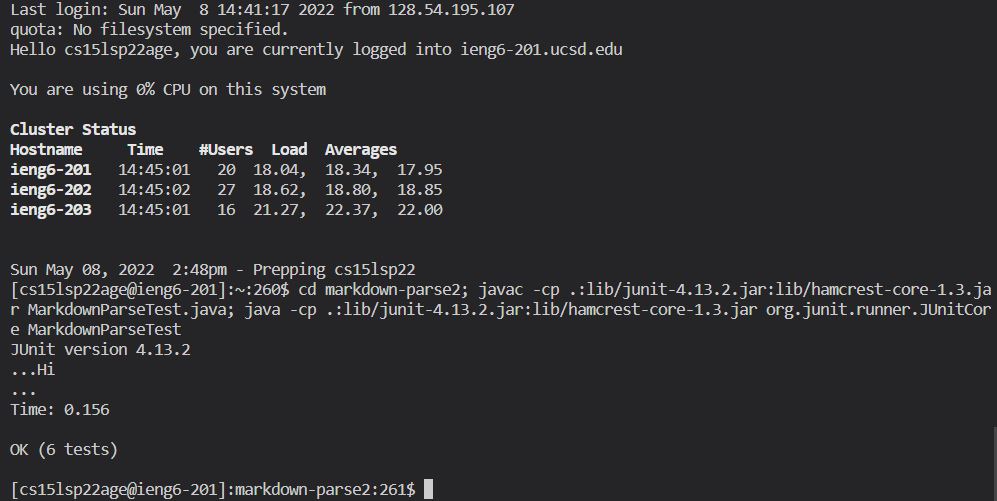 Last login: Sun May  8 14:41:17 2022 from 128.54.195.107
quota: No filesystem specified.
Hello cs15lsp22age, you are currently logged into ieng6-201.ucsd.edu
You are using 0% CPU on this system
Cluster Status
Hostname     Time    #Users  Load  Averages
ieng6-201   14:45:01   20  18.04,  18.34,  17.95
ieng6-202   14:45:02   27  18.62,  18.80,  18.85
ieng6-203   14:45:01   16  21.27,  22.37,  22.00
Sun May 08, 2022  2:48pm - Prepping cs15lsp22
[cs15lsp22age@ieng6-201]:~:260$ cd markdown-parse2; javac -cp .:lib/junit-4.13.2.jar:lib/hamcrest-core-1.3.ja
r MarkdownParseTest.java; java -cp .:lib/junit-4.13.2.jar:lib/hamcrest-core-1.3.jar org.junit.runner.JUnitCor
e MarkdownParseTest
JUnit version 4.13.2
...Hi
...
Time: 0.156
OK (6 tests)
[cs15lsp22age@ieng6-201]:markdown-parse2:261$